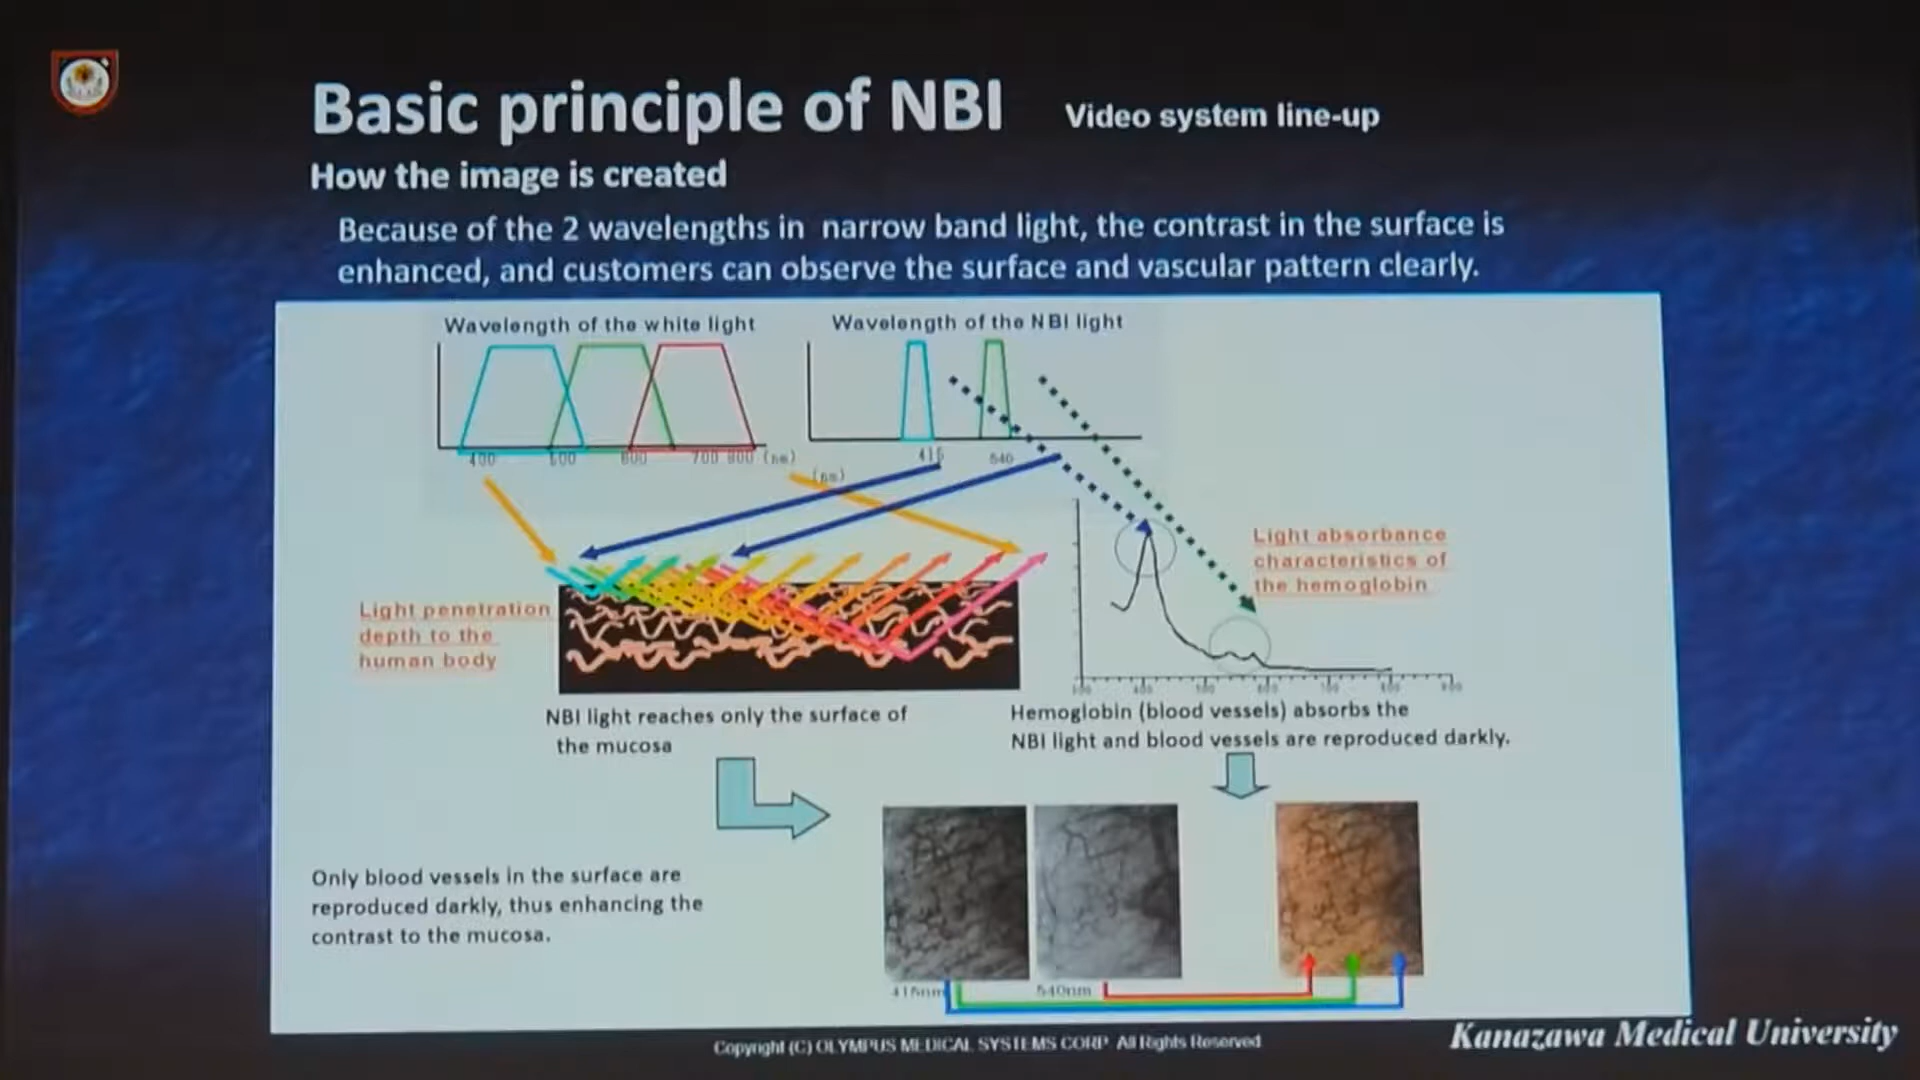 Basic principle of NBI
Video system line-up
How the image is created
Because of the 2 wavelengths in narrow band light, the contrast in the surface is
enhanced, and customers can observe the surface and vascular pattern clearly.
Wavelength of the white light
Wavelength of the NBI light
400 500 600 700 800 (nm)
415 540
(nm)
Light absorbance
characteristics of
the hemoglobin
Light penetration
depth to the
human body
NBI light reaches only the surface of
the mucosa
Hemoglobin (blood vessels) absorbs the
NBI light and blood vessels are reproduced darkly.
Only blood vessels in the surface are
reproduced darkly, thus enhancing the
contrast to the mucosa.
415nm
540nm
Copyright (C) OLYMPUS MEDICAL SYSTEMS CORP. All Rights Reserved
Kanazawa Medical University